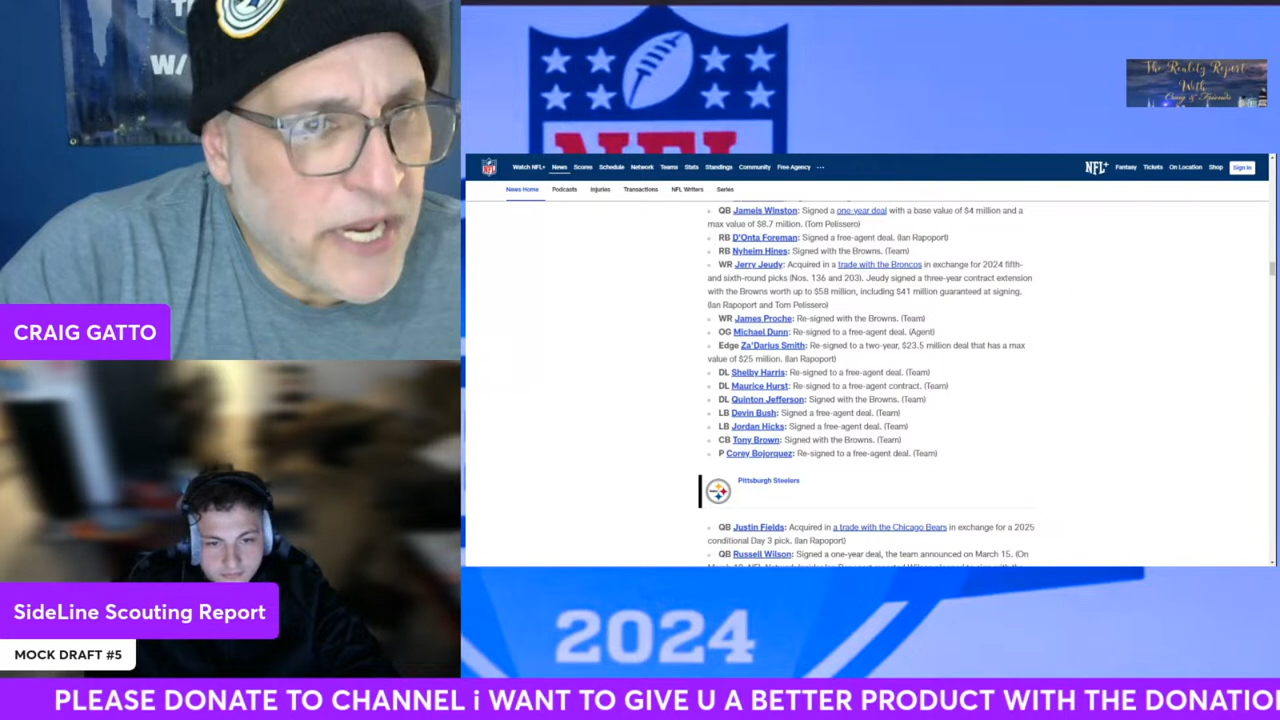 W/
The Reality Report
With
Craig & Friends
NFL
Watch NFL+ News Scores Schedule Network Teams Stats Standings Community Free Agency ...
NFL+ Fantasy Tickets On Location Shop Sign In
News Home Podcasts Injuries Transactions NFL Writers Series
QB Jameis Winston: Signed a one-year deal with a base value of $4 million and a
max value of $8.7 million. (Tom Pelissero)
RB D'Onta Foreman: Signed a free-agent deal. (Ian Rapoport)
RB Nyheim Hines: Signed with the Browns. (Team)
WR Jerry Jeudy: Acquired in a trade with the Broncos in exchange for 2024 fifth-
and sixth-round picks (Nos. 136 and 203). Jeudy signed a three-year contract extension
with the Browns worth up to $58 million, including $41 million guaranteed at signing.
(Ian Rapoport and Tom Pelissero)
WR James Proche: Re-signed with the Browns. (Team)
OG Michael Dunn: Re-signed to a free-agent deal. (Agent)
Edge Za'Darius Smith: Re-signed to a two-year, $23.5 million deal that has a max
value of $25 million. (Ian Rapoport)
DL Shelby Harris: Re-signed to a free-agent deal. (Team)
DL Maurice Hurst: Re-signed to a free-agent contract. (Team)
DL Quinton Jefferson: Signed with the Browns. (Team)
LB Devin Bush: Signed a free-agent deal. (Team)
LB Jordan Hicks: Signed a free-agent deal. (Team)
CB Tony Brown: Signed with the Browns. (Team)
P Corey Bojorquez: Re-signed to a free-agent deal. (Team)
Pittsburgh Steelers
QB Justin Fields: Acquired in a trade with the Chicago Bears in exchange for a 2025
conditional Day 3 pick. (Ian Rapoport)
QB Russell Wilson: Signed a one-year deal, the team announced on March 15. (On
CRAIG GATTO
SideLine Scouting Report
MOCK DRAFT #5
2024
PLEASE DONATE TO CHANNEL i WANT TO GIVE U A BETTER PRODUCT WITH THE DONATIO